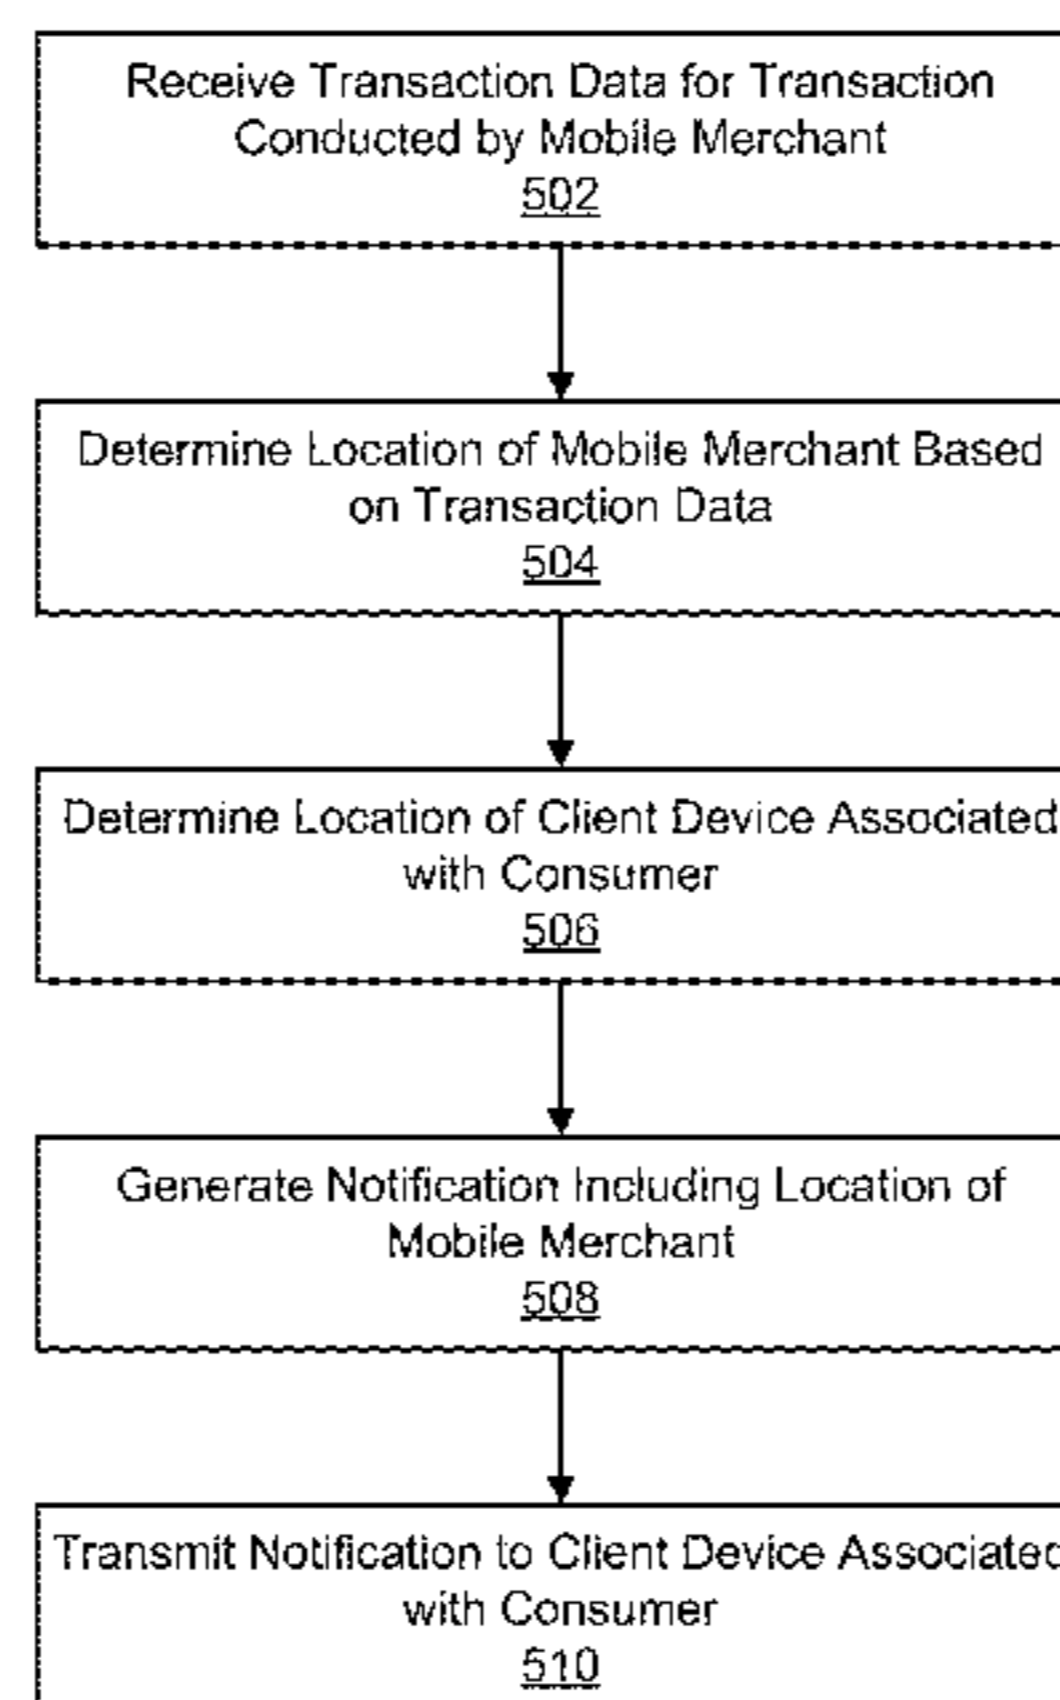 Receive Transaction Data for Transaction
Conducted by Mobile Merchant
502
Determine Location of Mobile Merchant Based
on Transaction Data
504
Determine Location of Client Device Associated
with Consumer
506
Generate Notification Including Location of
Mobile Merchant
508
Transmit Notification to Client Device Associated
with Consumer
510